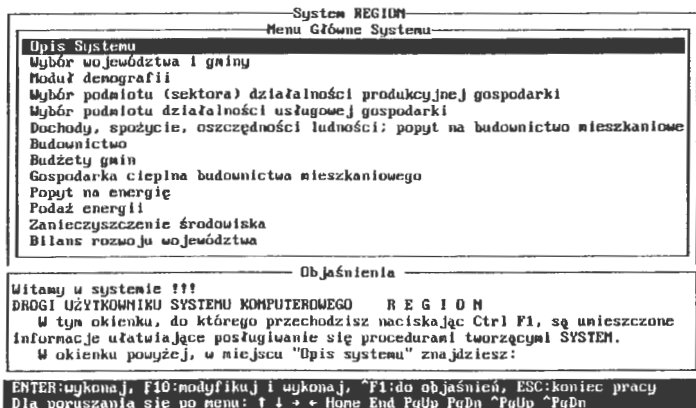 System REGION
Menu Główne Systemu
Opis Systemu
Wybór województwa i gminy
Moduł demografii
Wybór podmiotu (sektora) działalności produkcyjnej gospodarki
Wybór podmiotu działalności usługowej gospodarki
Dochody, spożycie, oszczędności ludności; popyt na budownictwo mieszkaniowe
Budownictwo
Budżety gmin
Gospodarka cieplna budownictwa mieszkaniowego
Popyt na energię
Podaż energii
Zanieczyszczenie środowiska
Bilans rozwoju województwa
Objaśnienia
Witamy w systemie !!!
DROGI UŻYTKOWNIKU SYSTEMU KOMPUTEROWEGO R E G I O N
W tym okienku, do którego przechodzisz naciskając Ctrl F1, są umieszczone
informacje ułatwiające posługiwanie się procedurami tworzącymi SYSTEM.
W okienku powyżej, w miejscu "Opis systemu" znajdziesz:
ENTER:wykonaj, F10:modyfikuj i wykonaj, ^F1:do objaśnień, ESC:koniec pracy
Dla poruszania się po menu: ↑ ↓ → ← Home End PgUp PgDn ^PgUp ^PgDn